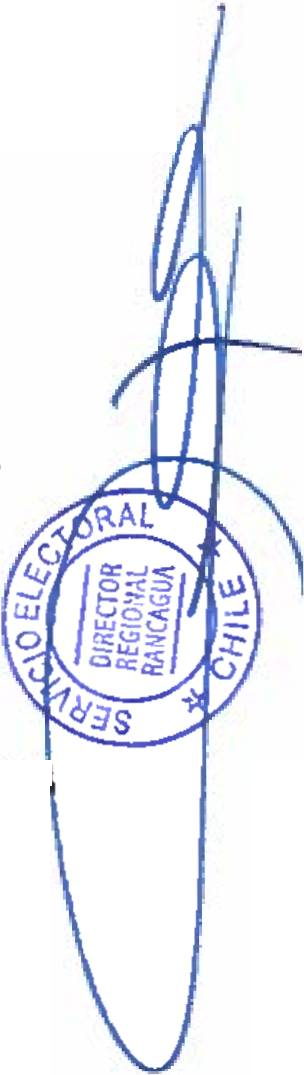 SERVICIO ELECTORAL
DIRECTOR
REGIONAL
RANCAGUA
★ CHILE ★